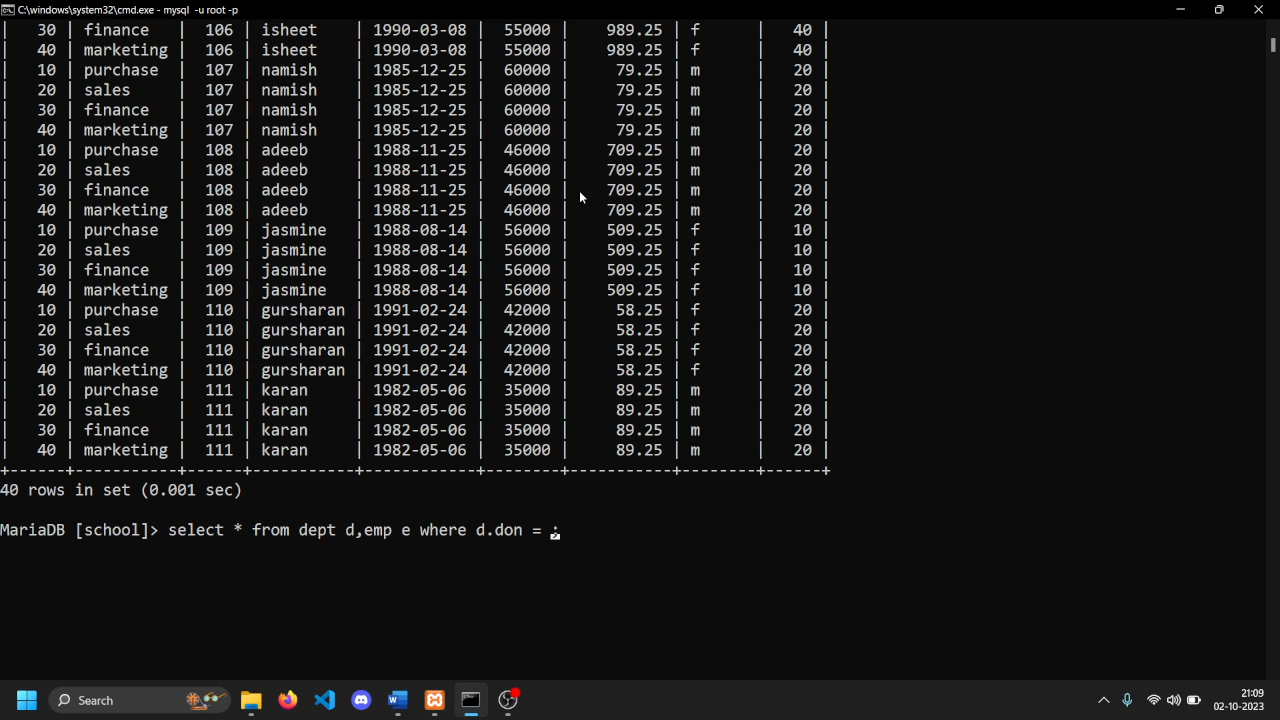 C:\windows\system32\cmd.exe - mysql -u root -p
| 30 | finance | 106 | isheet | 1990-03-08 | 55000 | 989.25 | f | 40 |
| 40 | marketing | 106 | isheet | 1990-03-08 | 55000 | 989.25 | f | 40 |
| 10 | purchase | 107 | namish | 1985-12-25 | 60000 | 79.25 | m | 20 |
| 20 | sales | 107 | namish | 1985-12-25 | 60000 | 79.25 | m | 20 |
| 30 | finance | 107 | namish | 1985-12-25 | 60000 | 79.25 | m | 20 |
| 40 | marketing | 107 | namish | 1985-12-25 | 60000 | 79.25 | m | 20 |
| 10 | purchase | 108 | adeeb | 1988-11-25 | 46000 | 709.25 | m | 20 |
| 20 | sales | 108 | adeeb | 1988-11-25 | 46000 | 709.25 | m | 20 |
| 30 | finance | 108 | adeeb | 1988-11-25 | 46000 | 709.25 | m | 20 |
| 40 | marketing | 108 | adeeb | 1988-11-25 | 46000 | 709.25 | m | 20 |
| 10 | purchase | 109 | jasmine | 1988-08-14 | 56000 | 509.25 | f | 10 |
| 20 | sales | 109 | jasmine | 1988-08-14 | 56000 | 509.25 | f | 10 |
| 30 | finance | 109 | jasmine | 1988-08-14 | 56000 | 509.25 | f | 10 |
| 40 | marketing | 109 | jasmine | 1988-08-14 | 56000 | 509.25 | f | 10 |
| 10 | purchase | 110 | gursharan | 1991-02-24 | 42000 | 58.25 | f | 20 |
| 20 | sales | 110 | gursharan | 1991-02-24 | 42000 | 58.25 | f | 20 |
| 30 | finance | 110 | gursharan | 1991-02-24 | 42000 | 58.25 | f | 20 |
| 40 | marketing | 110 | gursharan | 1991-02-24 | 42000 | 58.25 | f | 20 |
| 10 | purchase | 111 | karan | 1982-05-06 | 35000 | 89.25 | m | 20 |
| 20 | sales | 111 | karan | 1982-05-06 | 35000 | 89.25 | m | 20 |
| 30 | finance | 111 | karan | 1982-05-06 | 35000 | 89.25 | m | 20 |
| 40 | marketing | 111 | karan | 1982-05-06 | 35000 | 89.25 | m | 20 |
+------+-----------+------+-----------+------------+--------+-----------+--------+------+
40 rows in set (0.001 sec)
MariaDB [school]> select * from dept d,emp e where d.don = ;
Search
21:09
02-10-2023